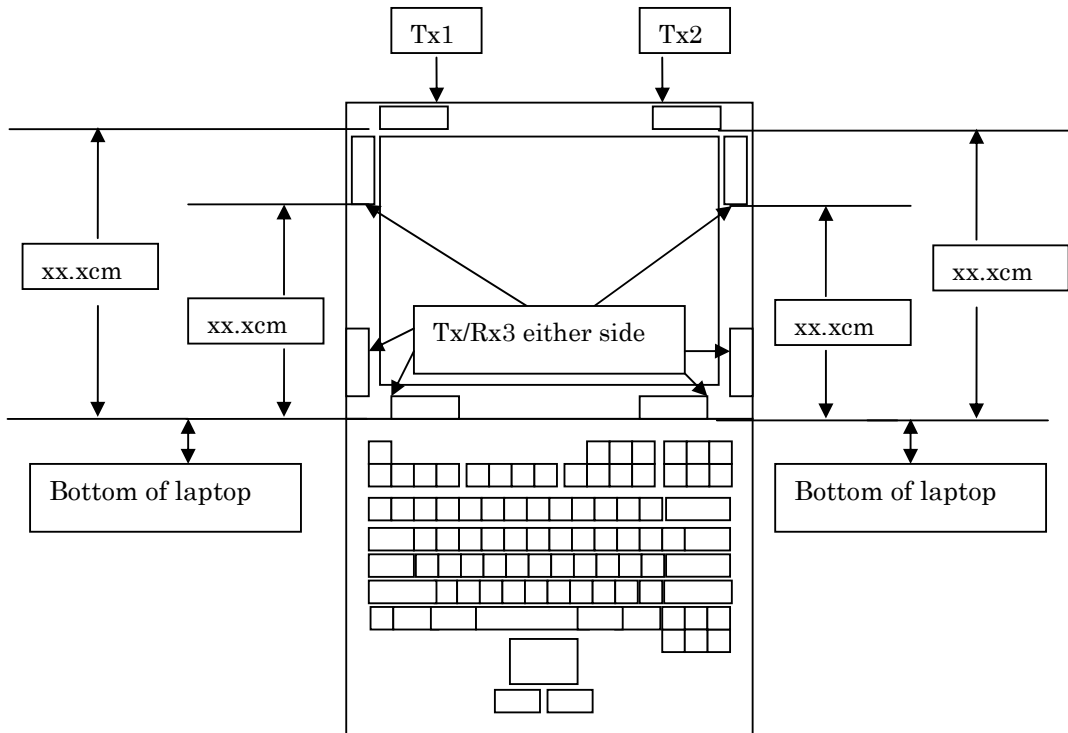 Tx1
Tx2
xx.xcm
xx.xcm
xx.xcm
xx.xcm
Tx/Rx3 either side
Bottom of laptop
Bottom of laptop